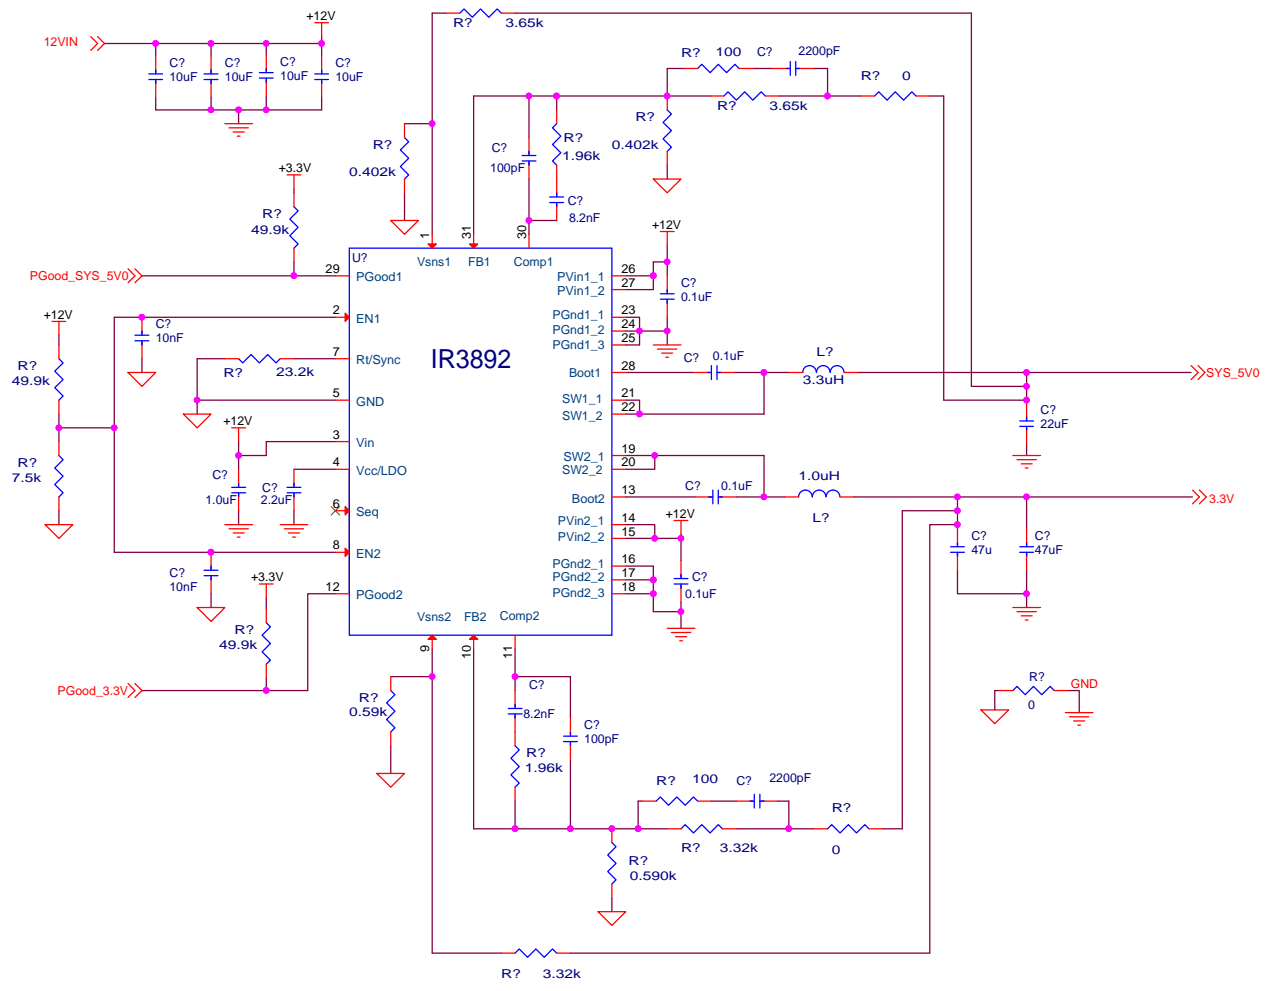 +12V
12VIN
C?
10uF
C?
10uF
C?
10uF
C?
10uF
R?
3.65k
R?
100
C?
2200pF
R?
0
R?
3.65k
R?
0.402k
R?
0.402k
C?
100pF
R?
1.96k
C?
8.2nF
+3.3V
R?
49.9k
PGood_SYS_5V0
29
1
31
30
U?
Vsns1
FB1
Comp1
PGood1
+12V
PVin1_1
26
PVin1_2
27
C?
0.1uF
PGnd1_1
23
PGnd1_2
24
PGnd1_3
25
+12V
R?
49.9k
R?
7.5k
2
EN1
C?
10nF
7
Rt/Sync
R?
23.2k
5
GND
IR3892
Boot1
28
C?
0.1uF
L?
3.3uH
SYS_5V0
SW1_1
21
SW1_2
22
C?
22uF
+12V
3
Vin
4
Vcc/LDO
C?
1.0uF
C?
2.2uF
6
Seq
SW2_1
19
SW2_2
20
Boot2
13
C?
0.1uF
1.0uH
L?
3.3V
8
EN2
C?
10nF
+3.3V
12
PGood2
R?
49.9k
PGood_3.3V
PVin2_1
14
PVin2_2
15
+12V
PGnd2_1
16
PGnd2_2
17
PGnd2_3
18
C?
0.1uF
C?
47u
C?
47uF
Vsns2
FB2
Comp2
9
10
11
R?
0.59k
C?
8.2nF
R?
1.96k
C?
100pF
R?
0
GND
R?
100
C?
2200pF
R?
0
R?
3.32k
R?
0.590k
R?
3.32k